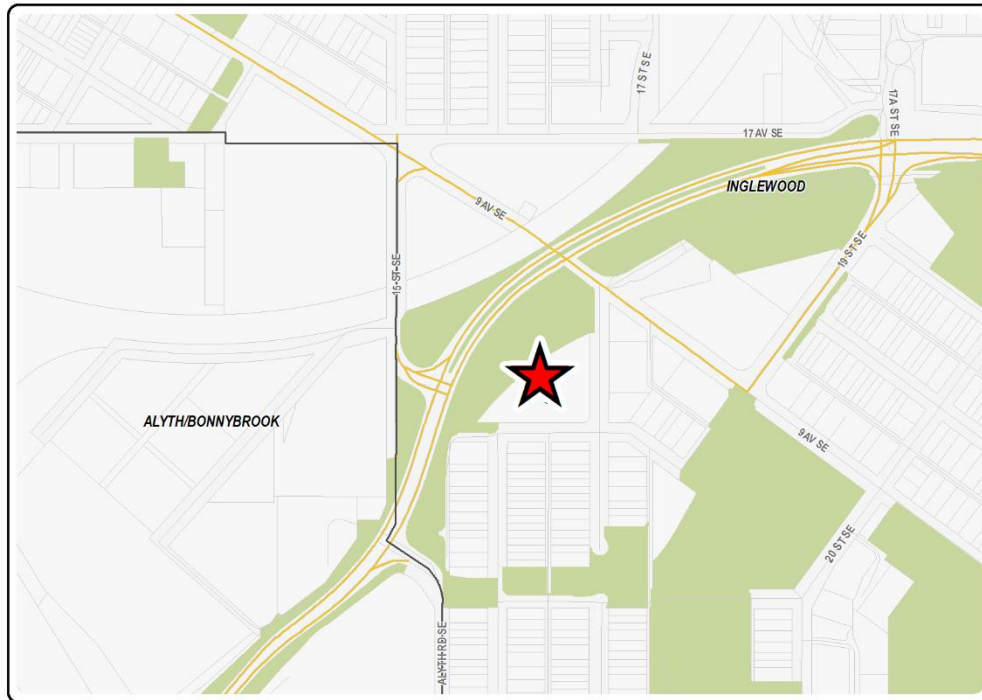 17 ST SE
17A ST SE
17 AV SE
INGLEWOOD
9 AV SE
19 ST SE
15 ST SE
ALYTH/BONNYBROOK
9 AV SE
20 ST SE
ALYTH RD SE